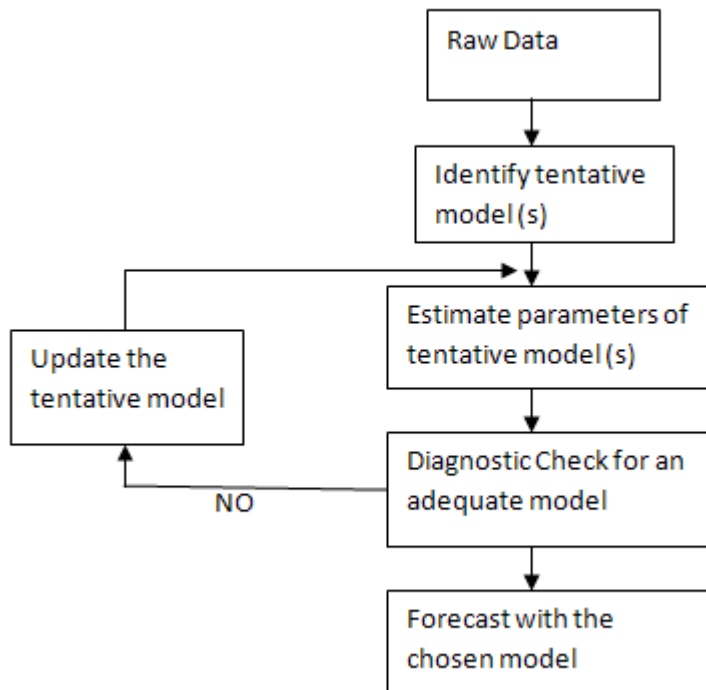 Raw Data
Identify tentative
model (s)
Estimate parameters of
tentative model (s)
Update the
tentative model
Diagnostic Check for an
adequate model
NO
Forecast with the
chosen model